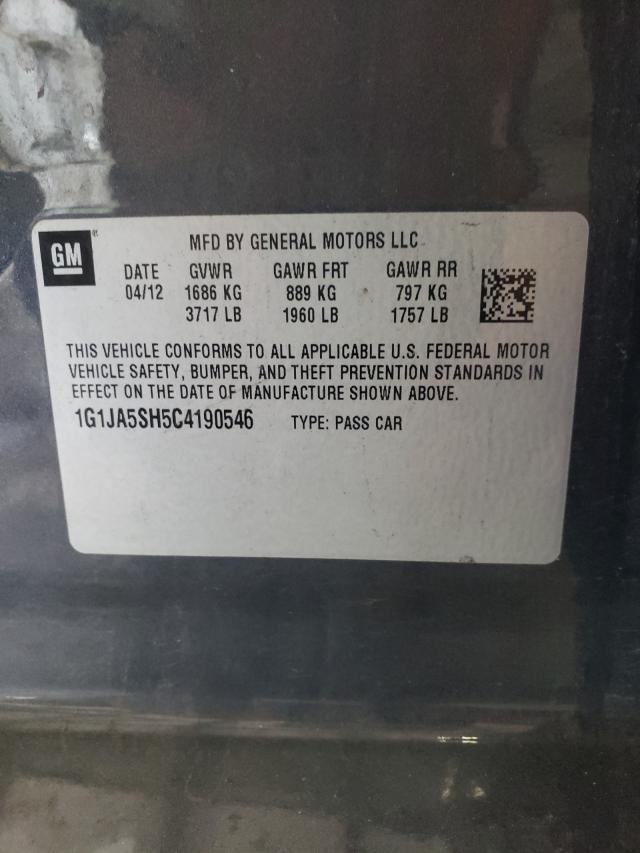 GM
MFD BY GENERAL MOTORS LLC
DATE GVWR GAWR FRT GAWR RR
04/12 1686 KG 889 KG 797 KG
3717 LB 1960 LB 1757 LB
THIS VEHICLE CONFORMS TO ALL APPLICABLE U.S. FEDERAL MOTOR
VEHICLE SAFETY, BUMPER, AND THEFT PREVENTION STANDARDS IN
EFFECT ON THE DATE OF MANUFACTURE SHOWN ABOVE.
1G1JA5SH5C4190546 TYPE: PASS CAR